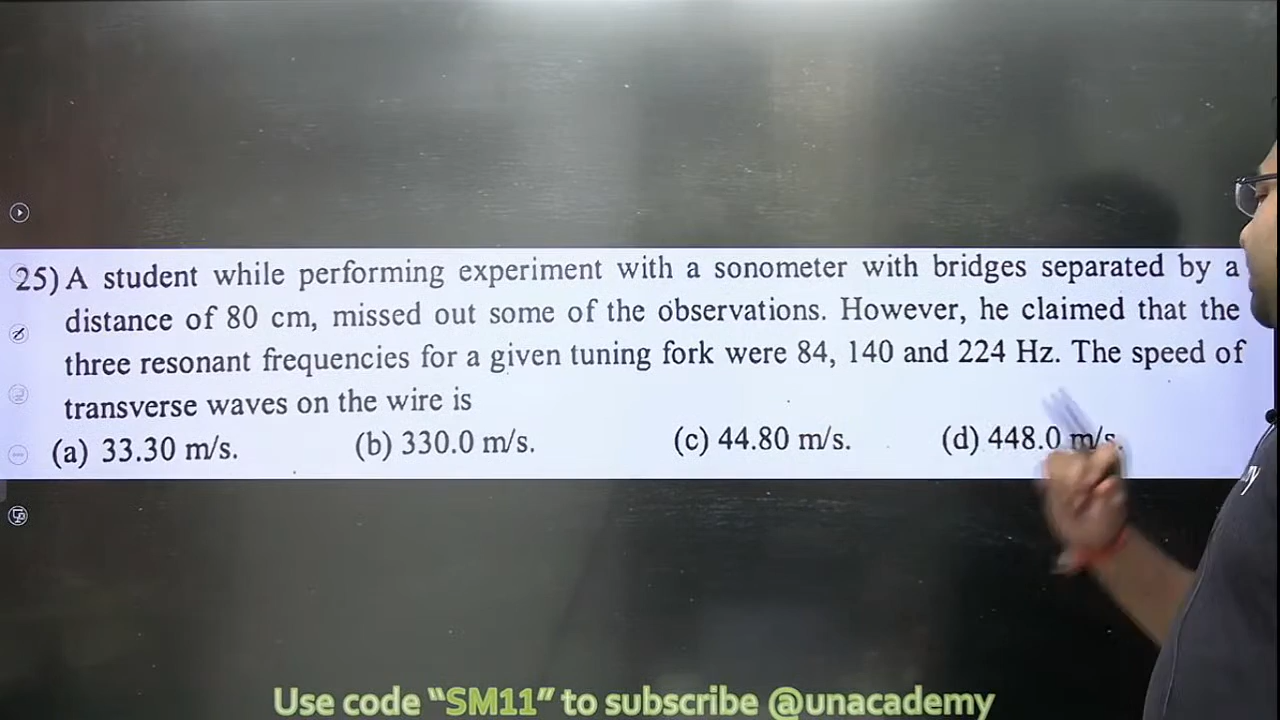 25) A student while performing experiment with a sonometer with bridges separated by a
distance of 80 cm, missed out some of the observations. However, he claimed that the
three resonant frequencies for a given tuning fork were 84, 140 and 224 Hz. The speed of
transverse waves on the wire is
(a) 33.30 m/s. (b) 330.0 m/s. (c) 44.80 m/s. (d) 448.0 m/s.
Use code “SM11” to subscribe @unacademy